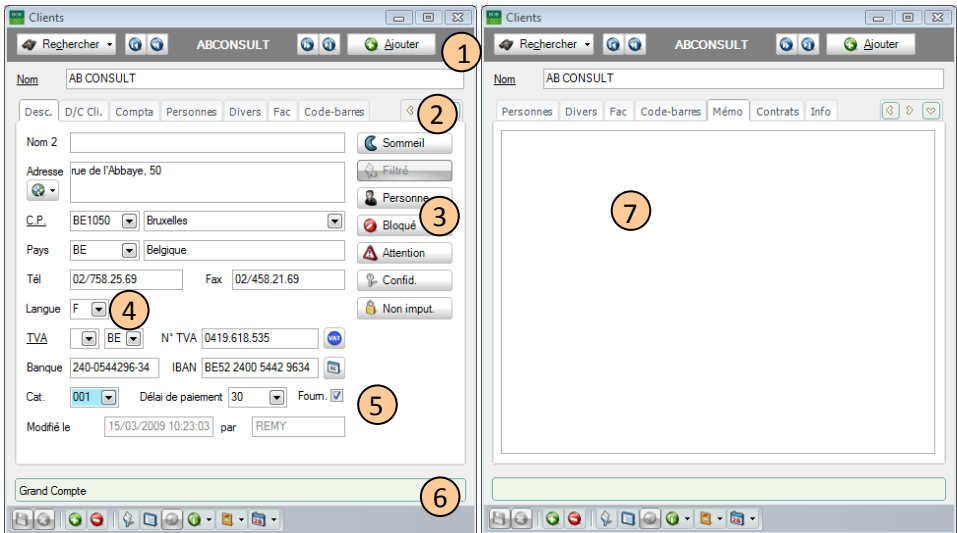 BOB Clients
Rechercher ABCONSULT Ajouter
1
Nom AB CONSULT
Desc. D/C Cli. Compta Personnes Divers Fac Code-barres
2
Nom 2 Sommeil
Adresse rue de l'Abbaye, 50 Filtré
Personne
C.P. BE1050 Bruxelles Bloqué
3
Pays BE Belgique Attention
Tél 02/758.25.69 Fax 02/458.21.69 Confid.
Langue F 4 Non imput.
TVA BE N° TVA 0419.618.535 VAT
Banque 240-0544296-34 IBAN BE52 2400 5442 9634
Cat. 001 Délai de paiement 30 Fourn.
5
Modifié le 15/03/2009 10:23:03 par REMY
Grand Compte
6
BOB Clients
Rechercher ABCONSULT Ajouter
Nom AB CONSULT
Personnes Divers Fac Code-barres Mémo Contrats Info
7